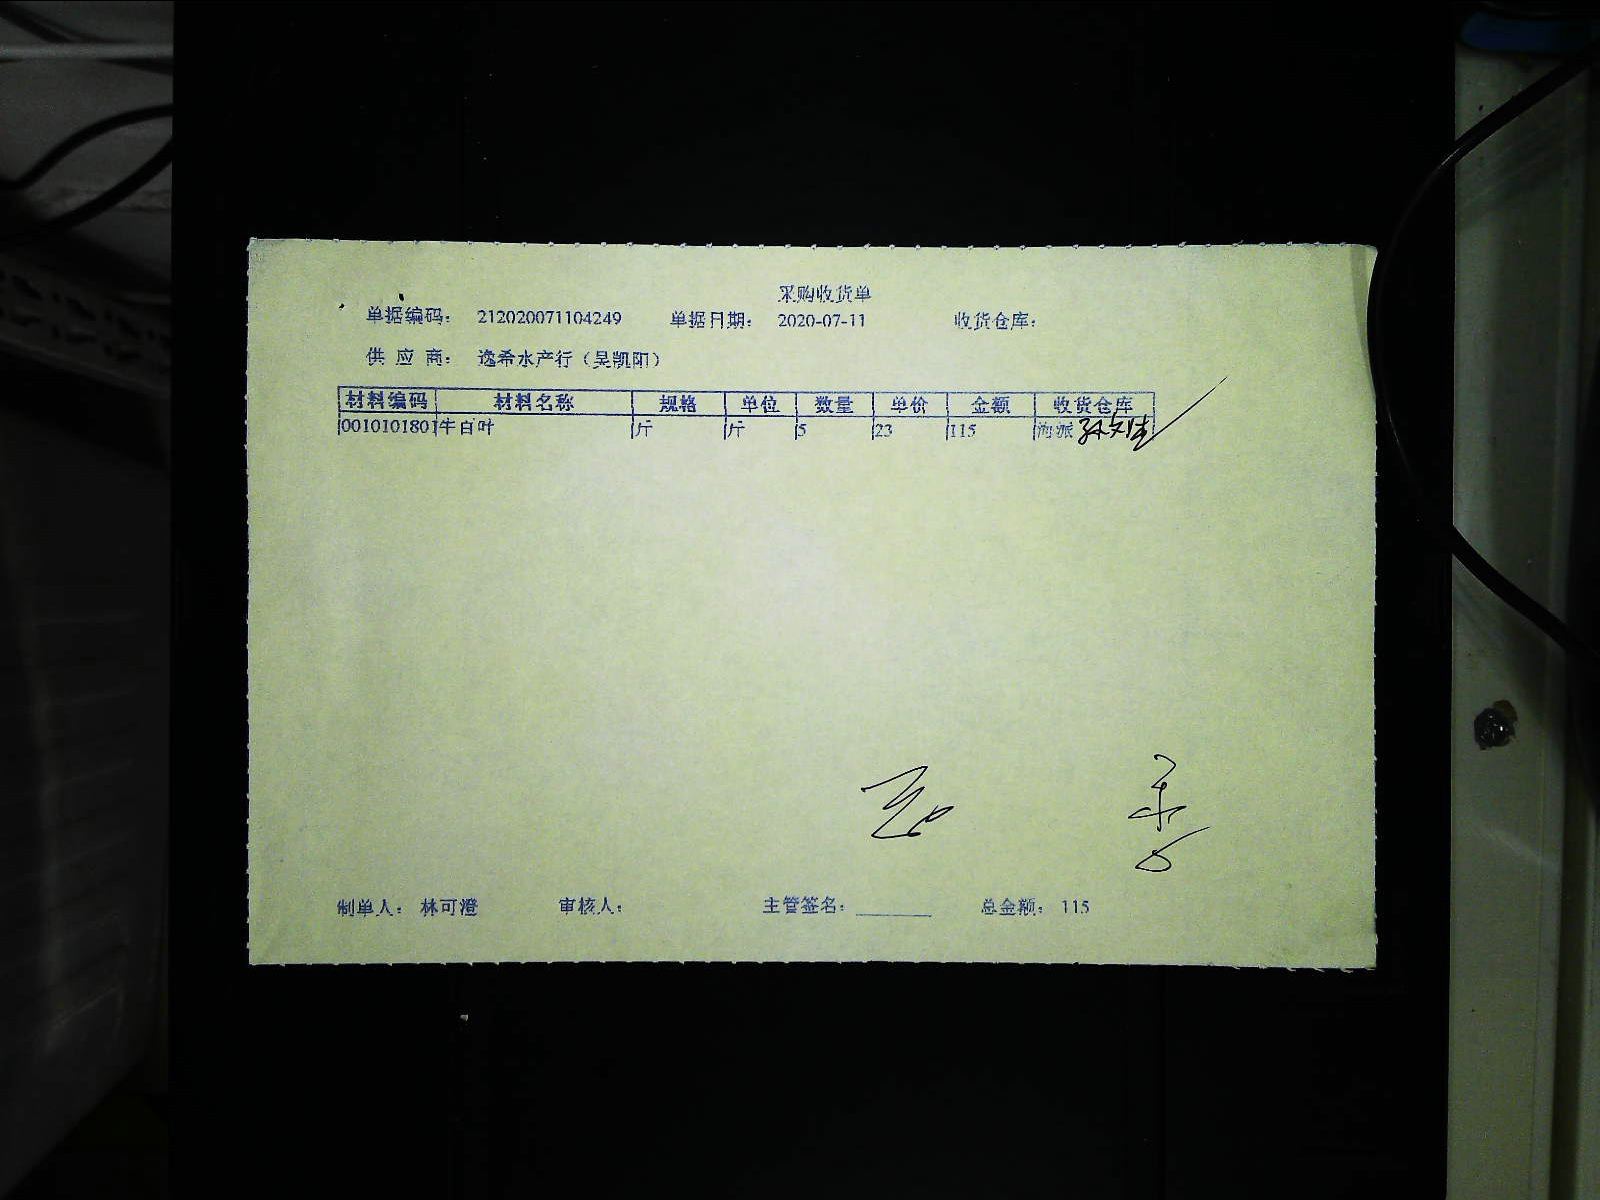 采购收货单
单据编码： 212020071104249 单据日期： 2020-07-11 收货仓库：
供 应 商： 逸希水产行（吴凯阳）
材料编码 材料名称 规格 单位 数量 单价 金额 收货仓库
0010101801 牛百叶 斤 斤 5 23 115 海派
制单人： 林可澄 审核人： 主管签名： 总金额： 115